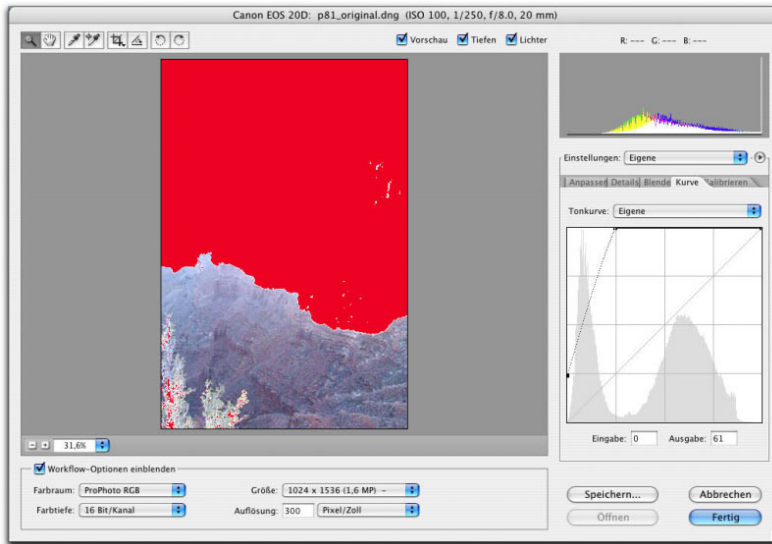 Canon EOS 20D: p81_original.dng (ISO 100, 1/250, f/8.0, 20 mm)
Vorschau Tiefen Lichter
R: --- G: --- B: ---
Einstellungen: Eigene
Anpassen Details Blende Kurve Kalibrieren
Tonkurve: Eigene
Eingabe: 0 Ausgabe: 61
31,6%
Workflow-Optionen einblenden
Farbraum: ProPhoto RGB
Größe: 1024 x 1536 (1,6 MP) –
Farbtiefe: 16 Bit/Kanal
Auflösung: 300 Pixel/Zoll
Speichern... Abbrechen
Öffnen Fertig